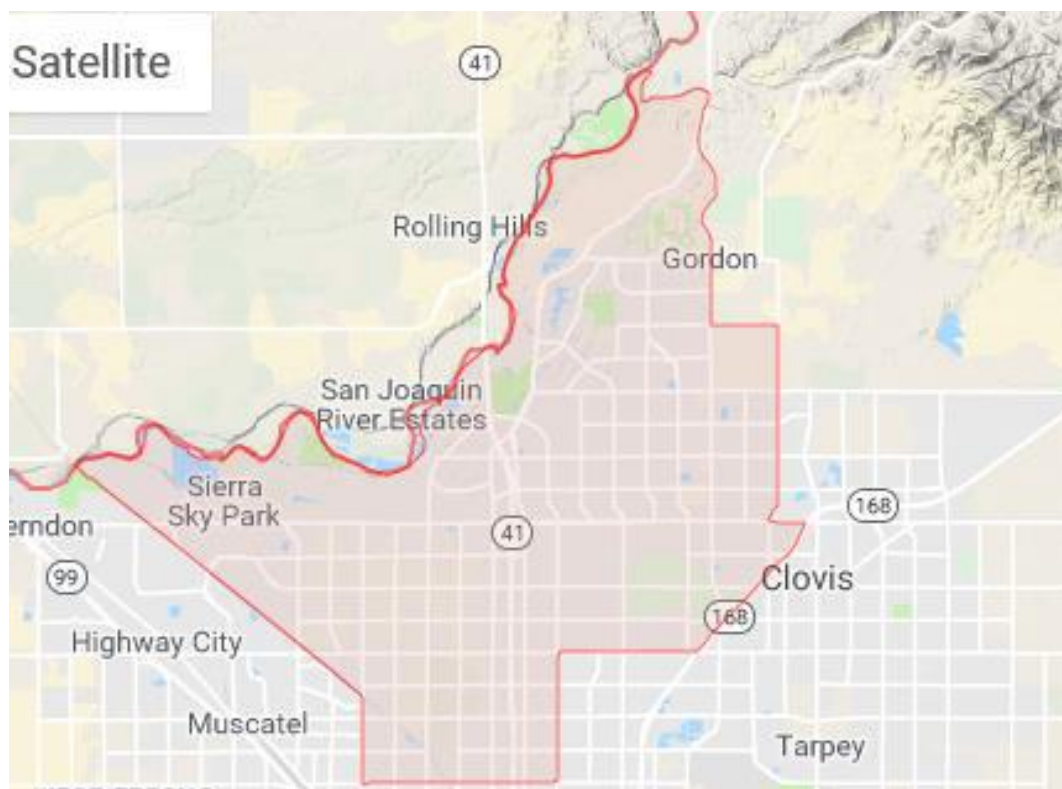 Satellite
41
Rolling Hills
Gordon
San Joaquin
River Estates
Sierra
Sky Park
168
41
erndon
99
Clovis
168
Highway City
Muscatel
Tarpey